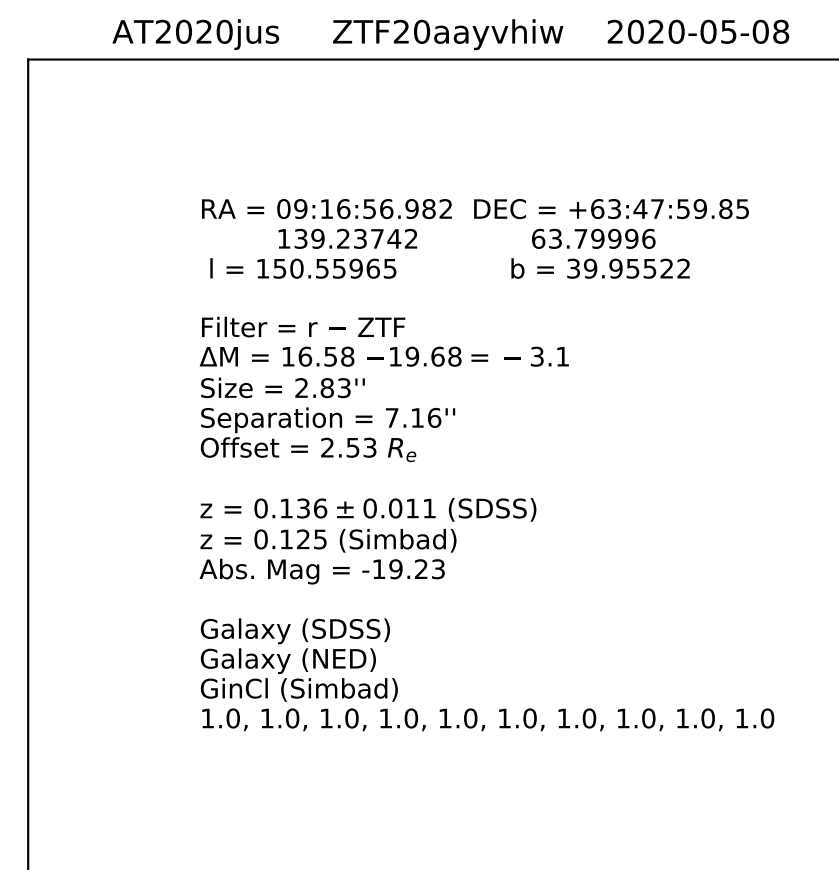 AT2020jus ZTF20aayvhiw 2020-05-08
RA = 09:16:56.982 DEC = +63:47:59.85
139.23742 63.79996
l = 150.55965 b = 39.95522
Filter = r − ZTF
ΔM = 16.58 −19.68 = − 3.1
Size = 2.83''
Separation = 7.16''
Offset = 2.53 Rₑ
z = 0.136 ± 0.011 (SDSS)
z = 0.125 (Simbad)
Abs. Mag = -19.23
Galaxy (SDSS)
Galaxy (NED)
GinCl (Simbad)
1.0, 1.0, 1.0, 1.0, 1.0, 1.0, 1.0, 1.0, 1.0, 1.0